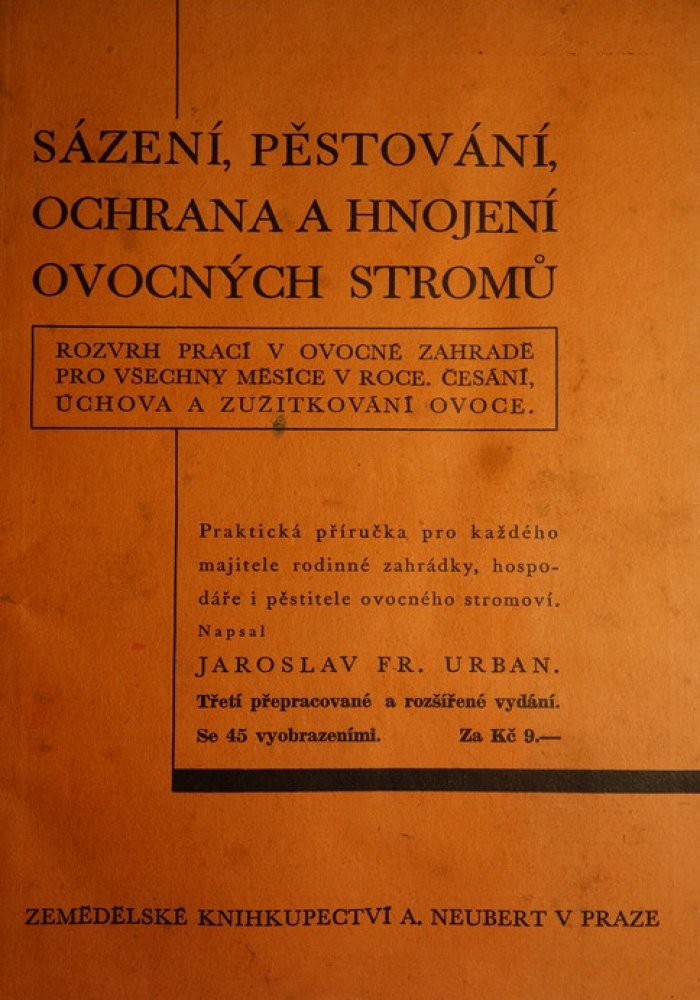 SÁZENÍ, PĚSTOVÁNÍ,
OCHRANA A HNOJENÍ
OVOCNÝCH STROMŮ
ROZVRH PRACÍ V OVOCNÉ ZAHRADĚ
PRO VŠECHNY MĚSÍCE V ROCE. ČESÁNÍ,
ÚCHOVA A ZUŽITKOVÁNÍ OVOCE.
Praktická příručka pro každého
majitele rodinné zahrádky, hospo-
dáře i pěstitele ovocného stromoví.
Napsal
JAROSLAV FR. URBAN.
Třetí přepracované a rozšířené vydání.
Se 45 vyobrazeními. Za Kč 9.—
ZEMĚDĚLSKÉ KNIHKUPECTVÍ A. NEUBERT V PRAZE